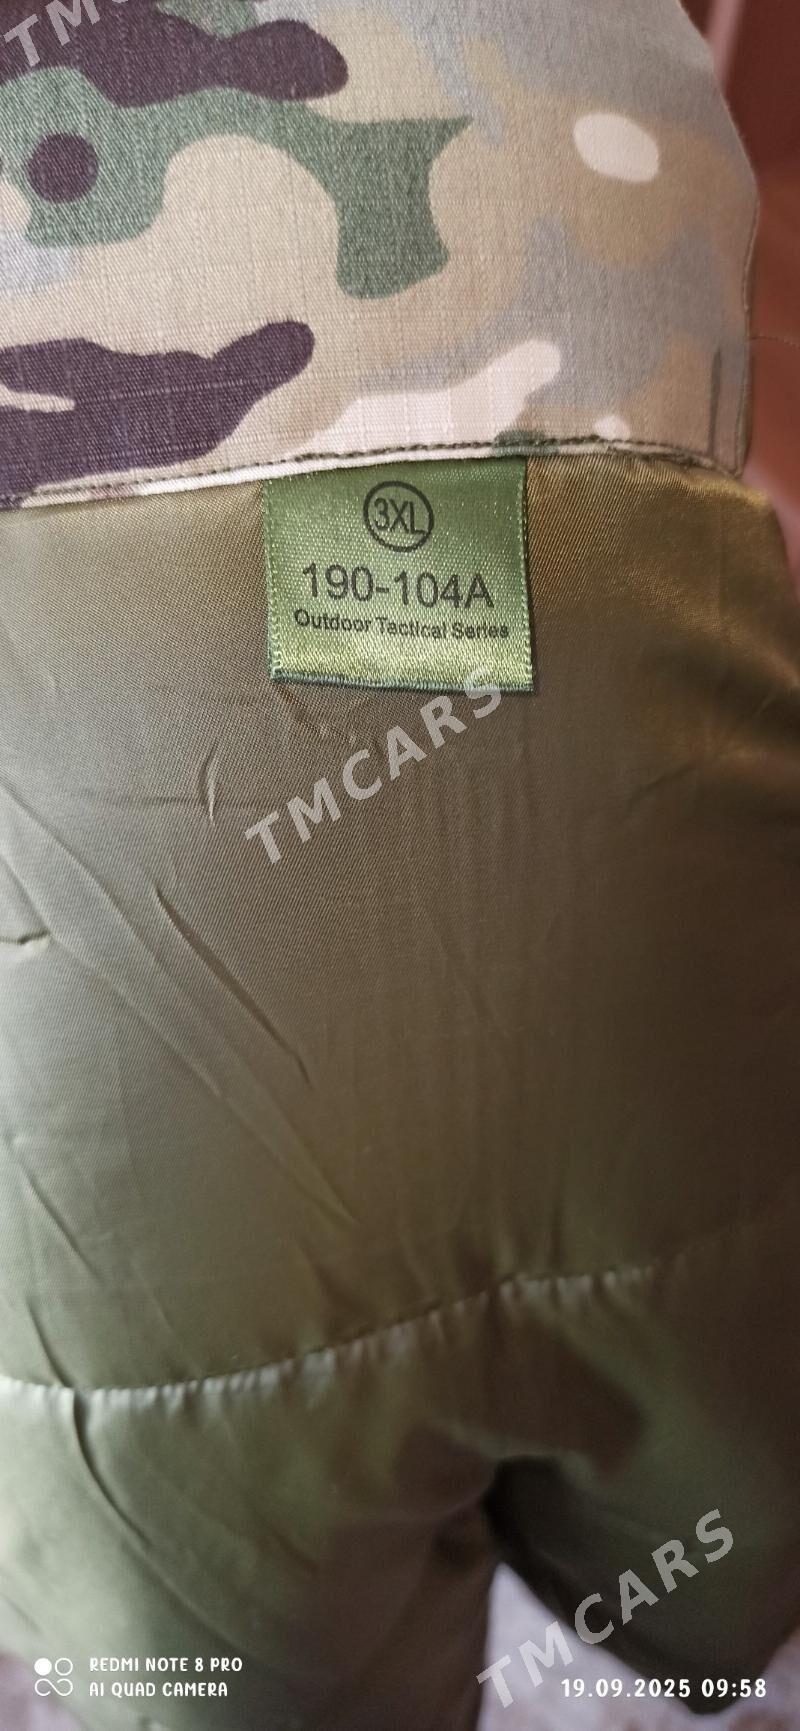 TM
3XL
190-104A
Outdoor Tactical Series
TMCARS
TMCARS
REDMI NOTE 8 PRO
AI QUAD CAMERA
19.09.2025 09:58